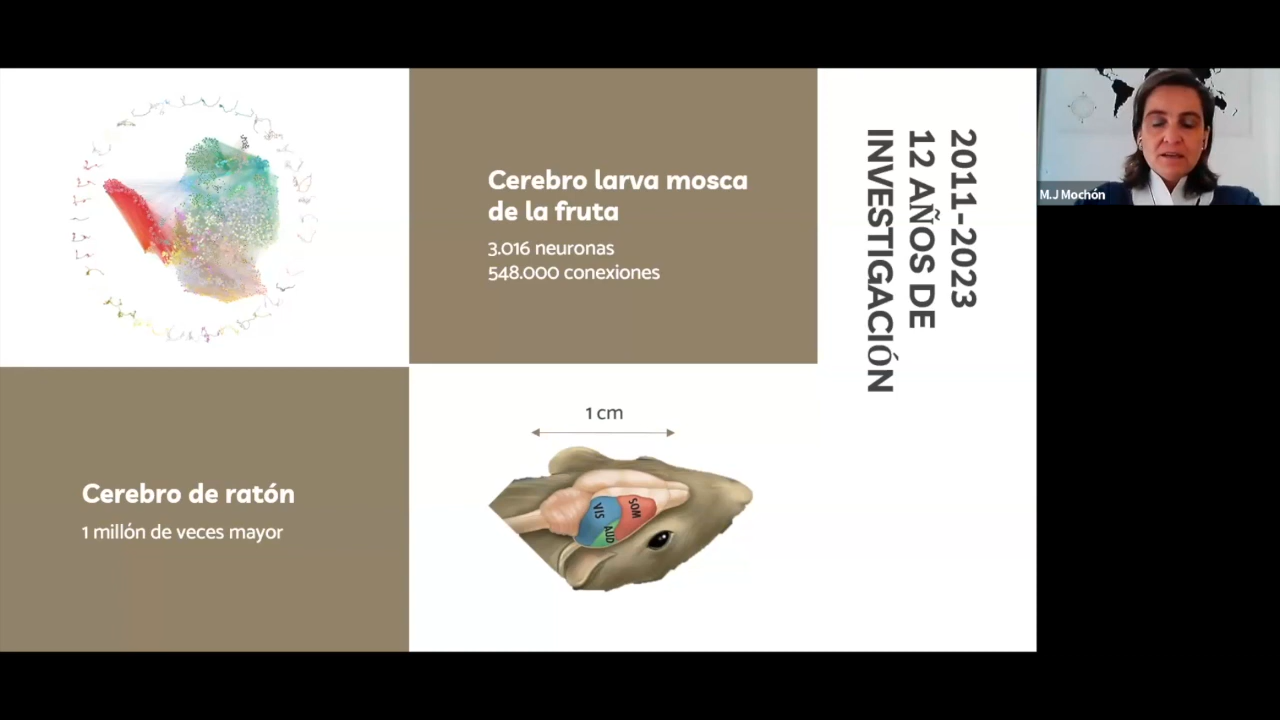 Cerebro larva mosca
de la fruta
3.016 neuronas
548.000 conexiones
2011-2023
12 AÑOS DE
INVESTIGACIÓN
M.J Mochón
1 cm
VIS
SOM
AUD
Cerebro de ratón
1 millón de veces mayor